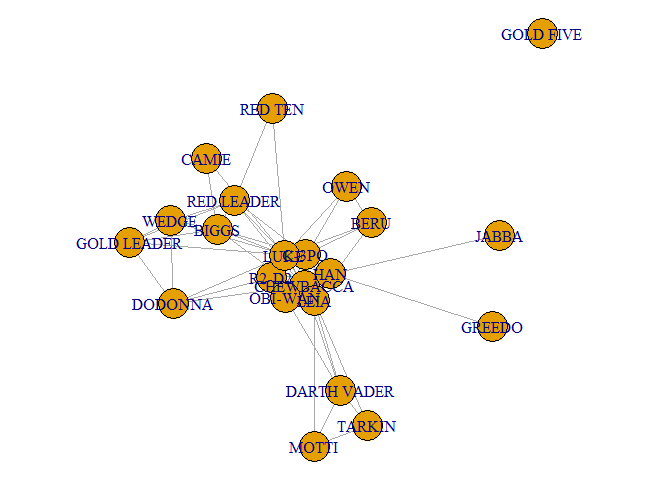 GOLD FIVE
RED TEN
CAMIE
OWEN
RED LEADER
WEDGE
BIGGS
BERU
GOLD LEADER
JABBA
LUKE
C-3PO
HAN
R2-D2
CHEWBACCA
OBI-WAN
LEIA
DODONNA
GREEDO
DARTH VADER
TARKIN
MOTTI